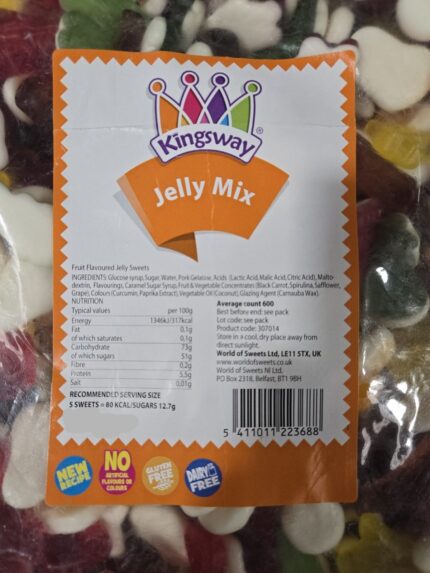 Kingsway®
Jelly Mix
Fruit Flavoured Jelly Sweets
INGREDIENTS: Glucose syrup, Sugar, Water, Pork Gelatine, Acids (Lactic Acid, Malic Acid, Citric Acid), Malto-
dextrin, Flavourings, Caramel Sugar Syrup, Fruit & Vegetable Concentrates (Black Carrot, Spirulina, Safflower,
Grape), Colours (Curcumin, Paprika Extract), Vegetable Oil (Coconut), Glazing Agent (Carnauba Wax).
NUTRITION
Typical values per 100g
Energy 1346kJ/317kcal
Fat 0,1g
of which saturates 0,1g
Carbohydrate 73g
of which sugars 51g
Fibre 0,2g
Protein 5,5g
Salt 0,01g
RECOMMENDED SERVING SIZE
5 SWEETS = 80 KCAL/SUGARS 12.7g
Average count 600
Best before end: see pack
Lot code: see pack
Product code: 307014
Store in a cool, dry place away from
direct sunlight.
World of Sweets Ltd, LE11 5TX, UK
www.worldofsweets.co.uk
World of Sweets NI Ltd.
PO Box 2318, Belfast, BT1 9BH
5 411011 223688
NEW
RECIPE
NO
ARTIFICIAL
FLAVOURS OR
COLOURS
GLUTEN
FREE
DAIRY
FREE